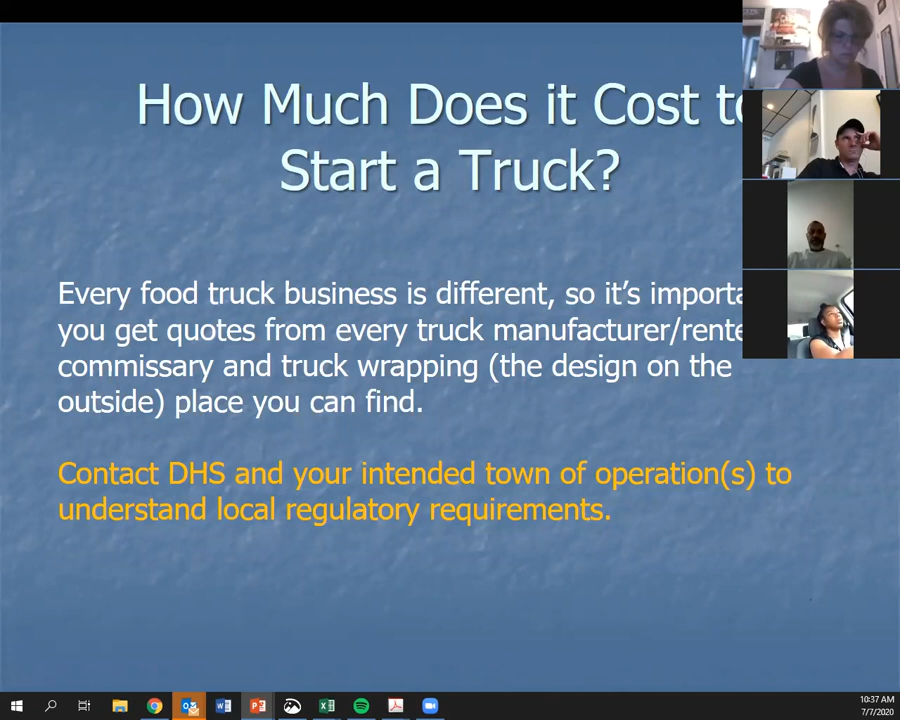 How Much Does it Cost to
Start a Truck?
Every food truck business is different, so it's importa
you get quotes from every truck manufacturer/rente
commissary and truck wrapping (the design on the
outside) place you can find.
Contact DHS and your intended town of operation(s) to
understand local regulatory requirements.
10:37 AM
7/7/2020